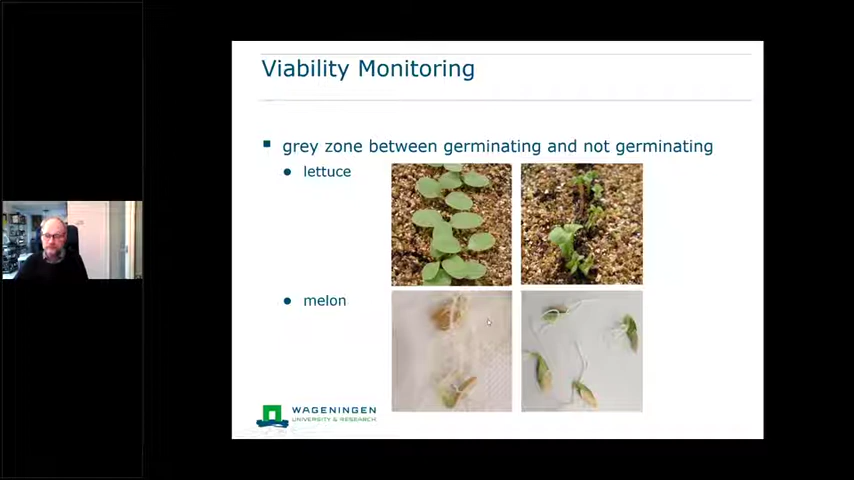 Viability Monitoring
grey zone between germinating and not germinating
lettuce
melon
WAGENINGEN
UNIVERSITY & RESEARCH